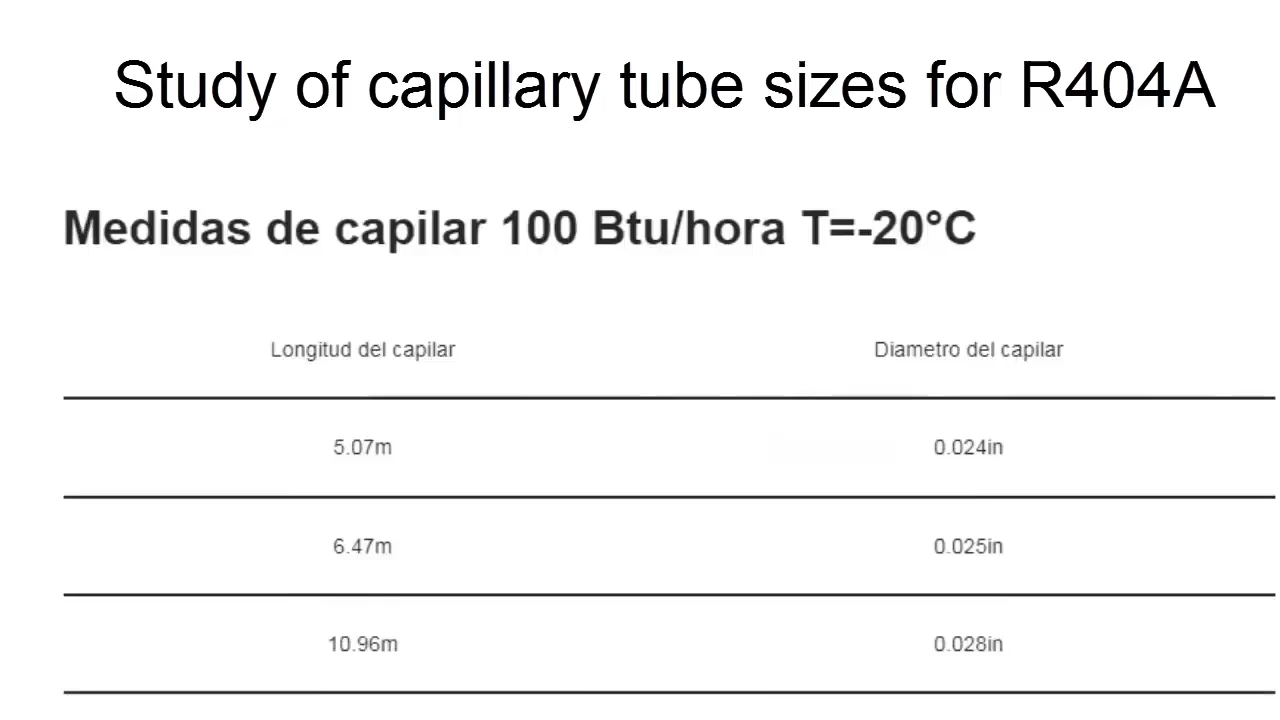 Study of capillary tube sizes for R404A
Medidas de capilar 100 Btu/hora T=-20°C
Longitud del capilar Diametro del capilar
5.07m 0.024in
6.47m 0.025in
10.96m 0.028in